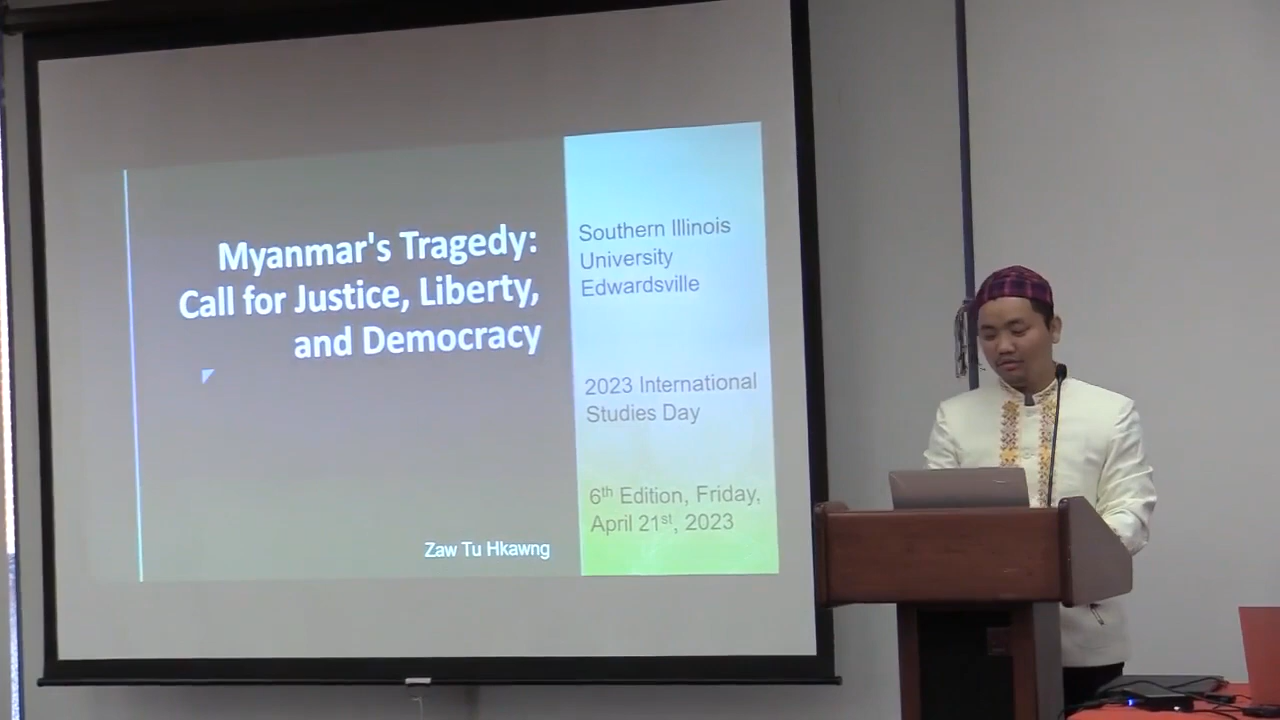 Myanmar's Tragedy:
Call for Justice, Liberty,
and Democracy
Zaw Tu Hkawng
Southern Illinois
University
Edwardsville
2023 International
Studies Day
6th Edition, Friday,
April 21st, 2023